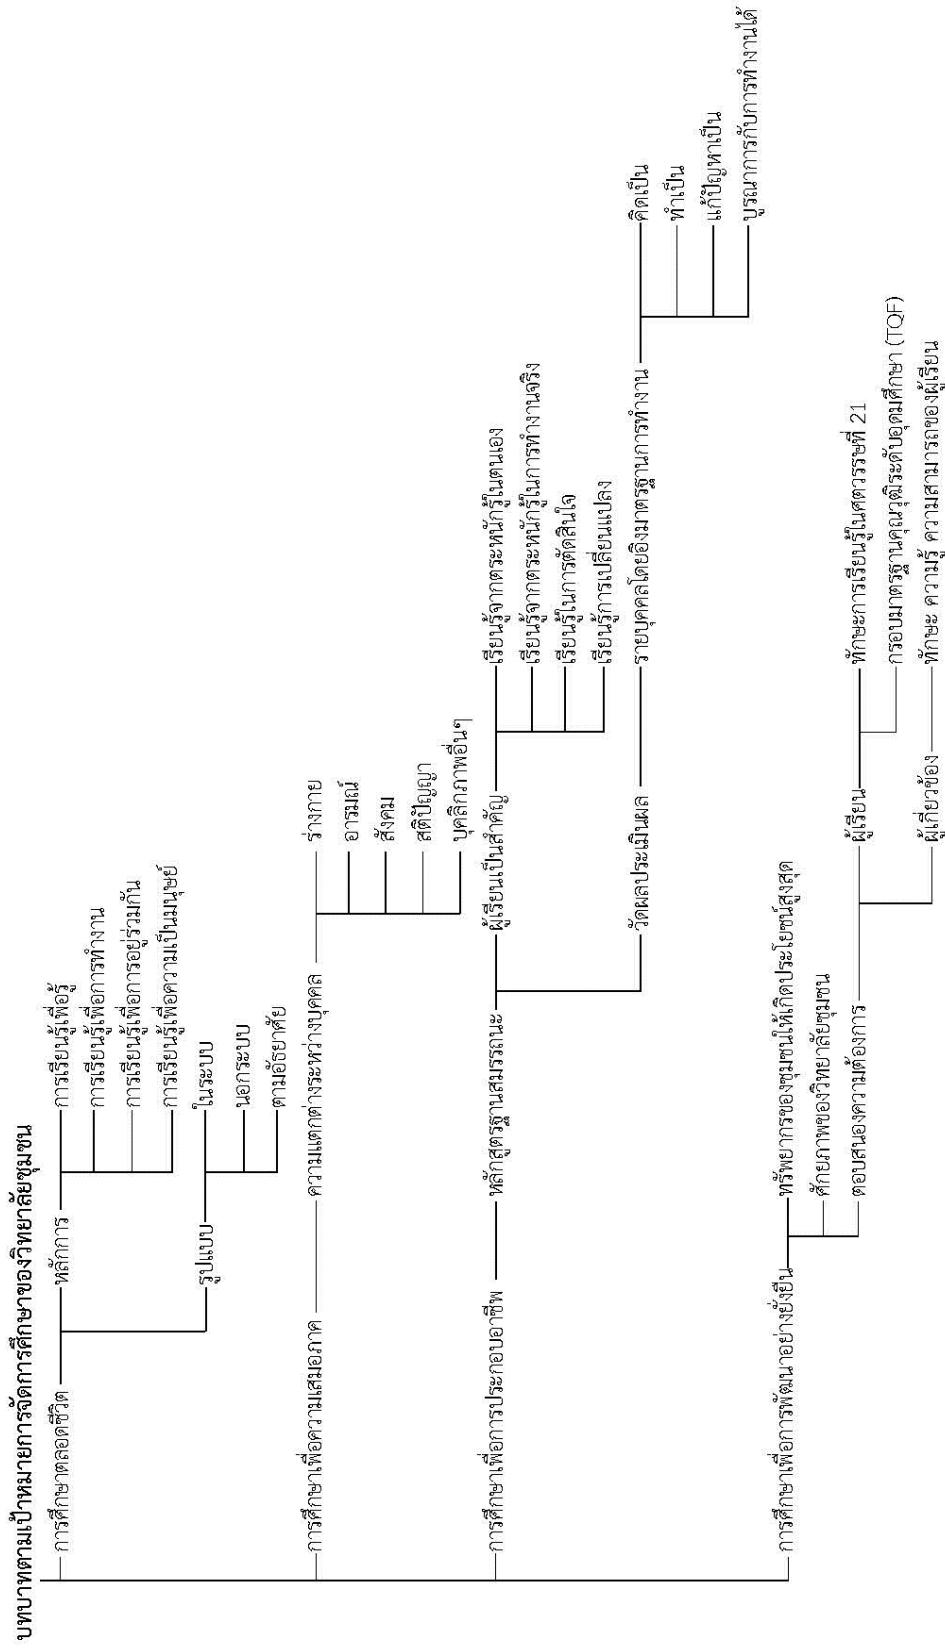 บทบาทตามเป้าหมายการจัดการศึกษาของวิทยาลัยชุมชน
การศึกษาตลอดชีวิต
หลักการ
การเรียนรู้เพื่อรู้
การเรียนรู้เพื่อการทำงาน
การเรียนรู้เพื่อการอยู่ร่วมกัน
การเรียนรู้เพื่อความเป็นมนุษย์
รูปแบบ
ในระบบ
นอกระบบ
ตามอัธยาศัย
การศึกษาเพื่อความเสมอภาค
ความแตกต่างระหว่างบุคคล
ร่างกาย
อารมณ์
สังคม
สติปัญญา
บุคลิกภาพอื่นๆ
การศึกษาเพื่อการประกอบอาชีพ
หลักสูตรฐานสมรรถนะ
ผู้เรียนเป็นสำคัญ
เรียนรู้จากตระหนักรู้ในตนเอง
เรียนรู้จากตระหนักรู้ในการทำงานจริง
เรียนรู้ในการตัดสินใจ
เรียนรู้การเปลี่ยนแปลง
วัดผลประเมินผล
รายบุคคลโดยอิงมาตรฐานการทำงาน
คิดเป็น
ทำเป็น
แก้ปัญหาเป็น
บูรณาการกับการทำงานได้
การศึกษาเพื่อการพัฒนาอย่างยั่งยืน
ทรัพยากรของชุมชนให้เกิดประโยชน์สูงสุด
ศักยภาพของวิทยาลัยชุมชน
ตอบสนองความต้องการ
ผู้เรียน
ทักษะการเรียนรู้ในศตวรรษที่ 21
กรอบมาตรฐานคุณวุฒิระดับอุดมศึกษา (TQF)
ผู้เกี่ยวข้อง
ทักษะ ความรู้ ความสามารถของผู้เรียน